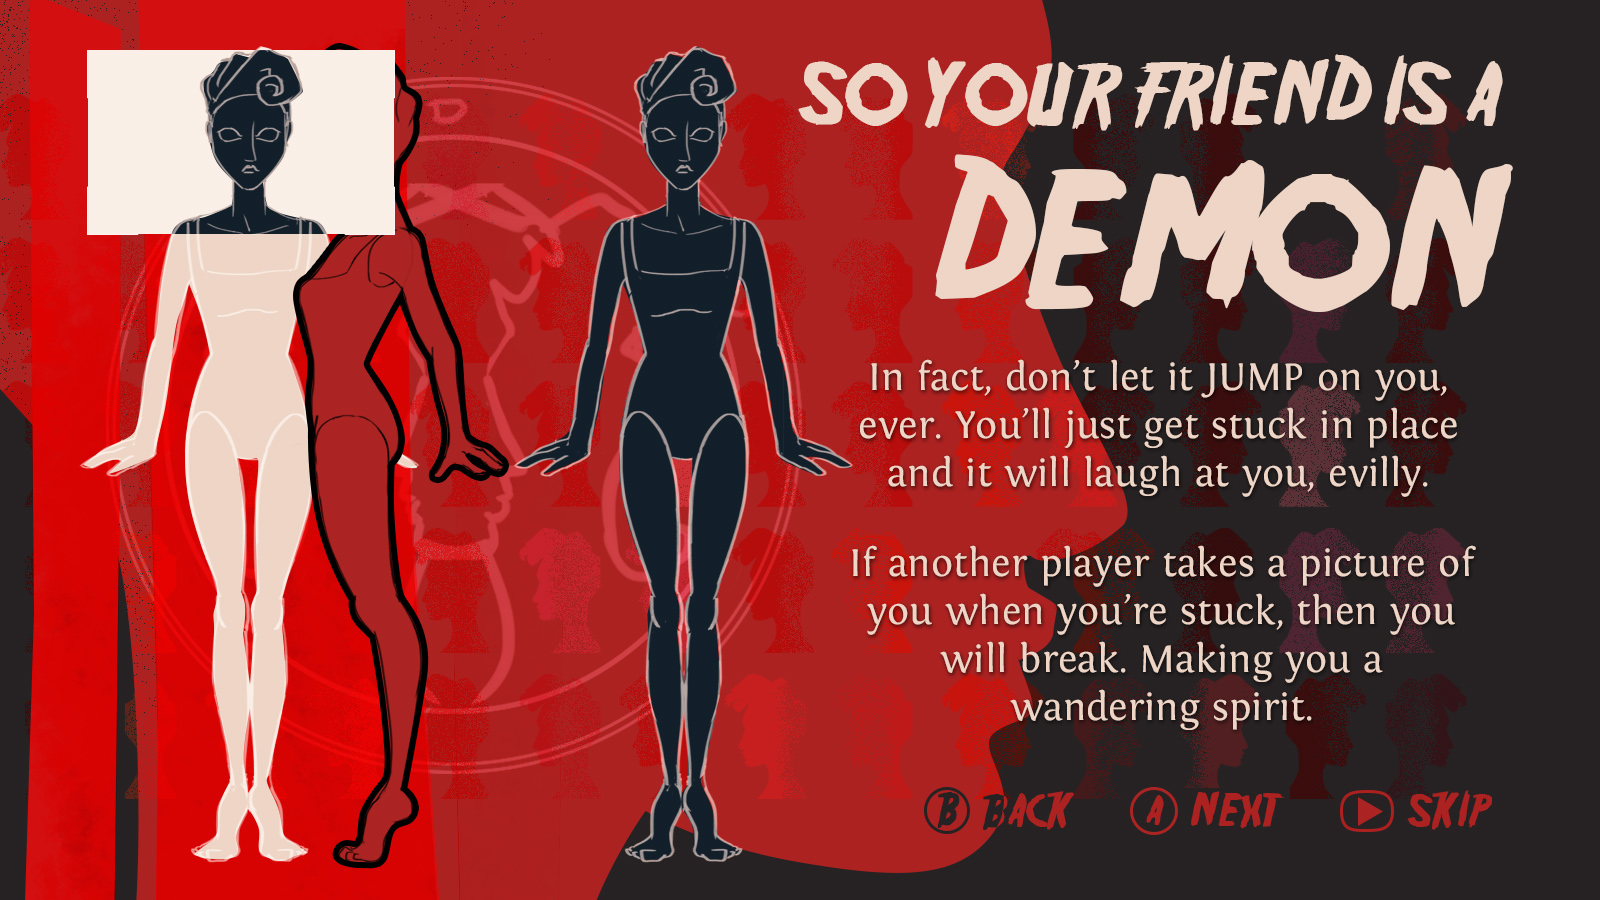 SO YOUR FRIEND IS A
DEMON
In fact, don't let it JUMP on you,
ever. You'll just get stuck in place
and it will laugh at you, evilly.
If another player takes a picture of
you when you're stuck, then you
will break. Making you a
wandering spirit.
B BACK A NEXT SKIP